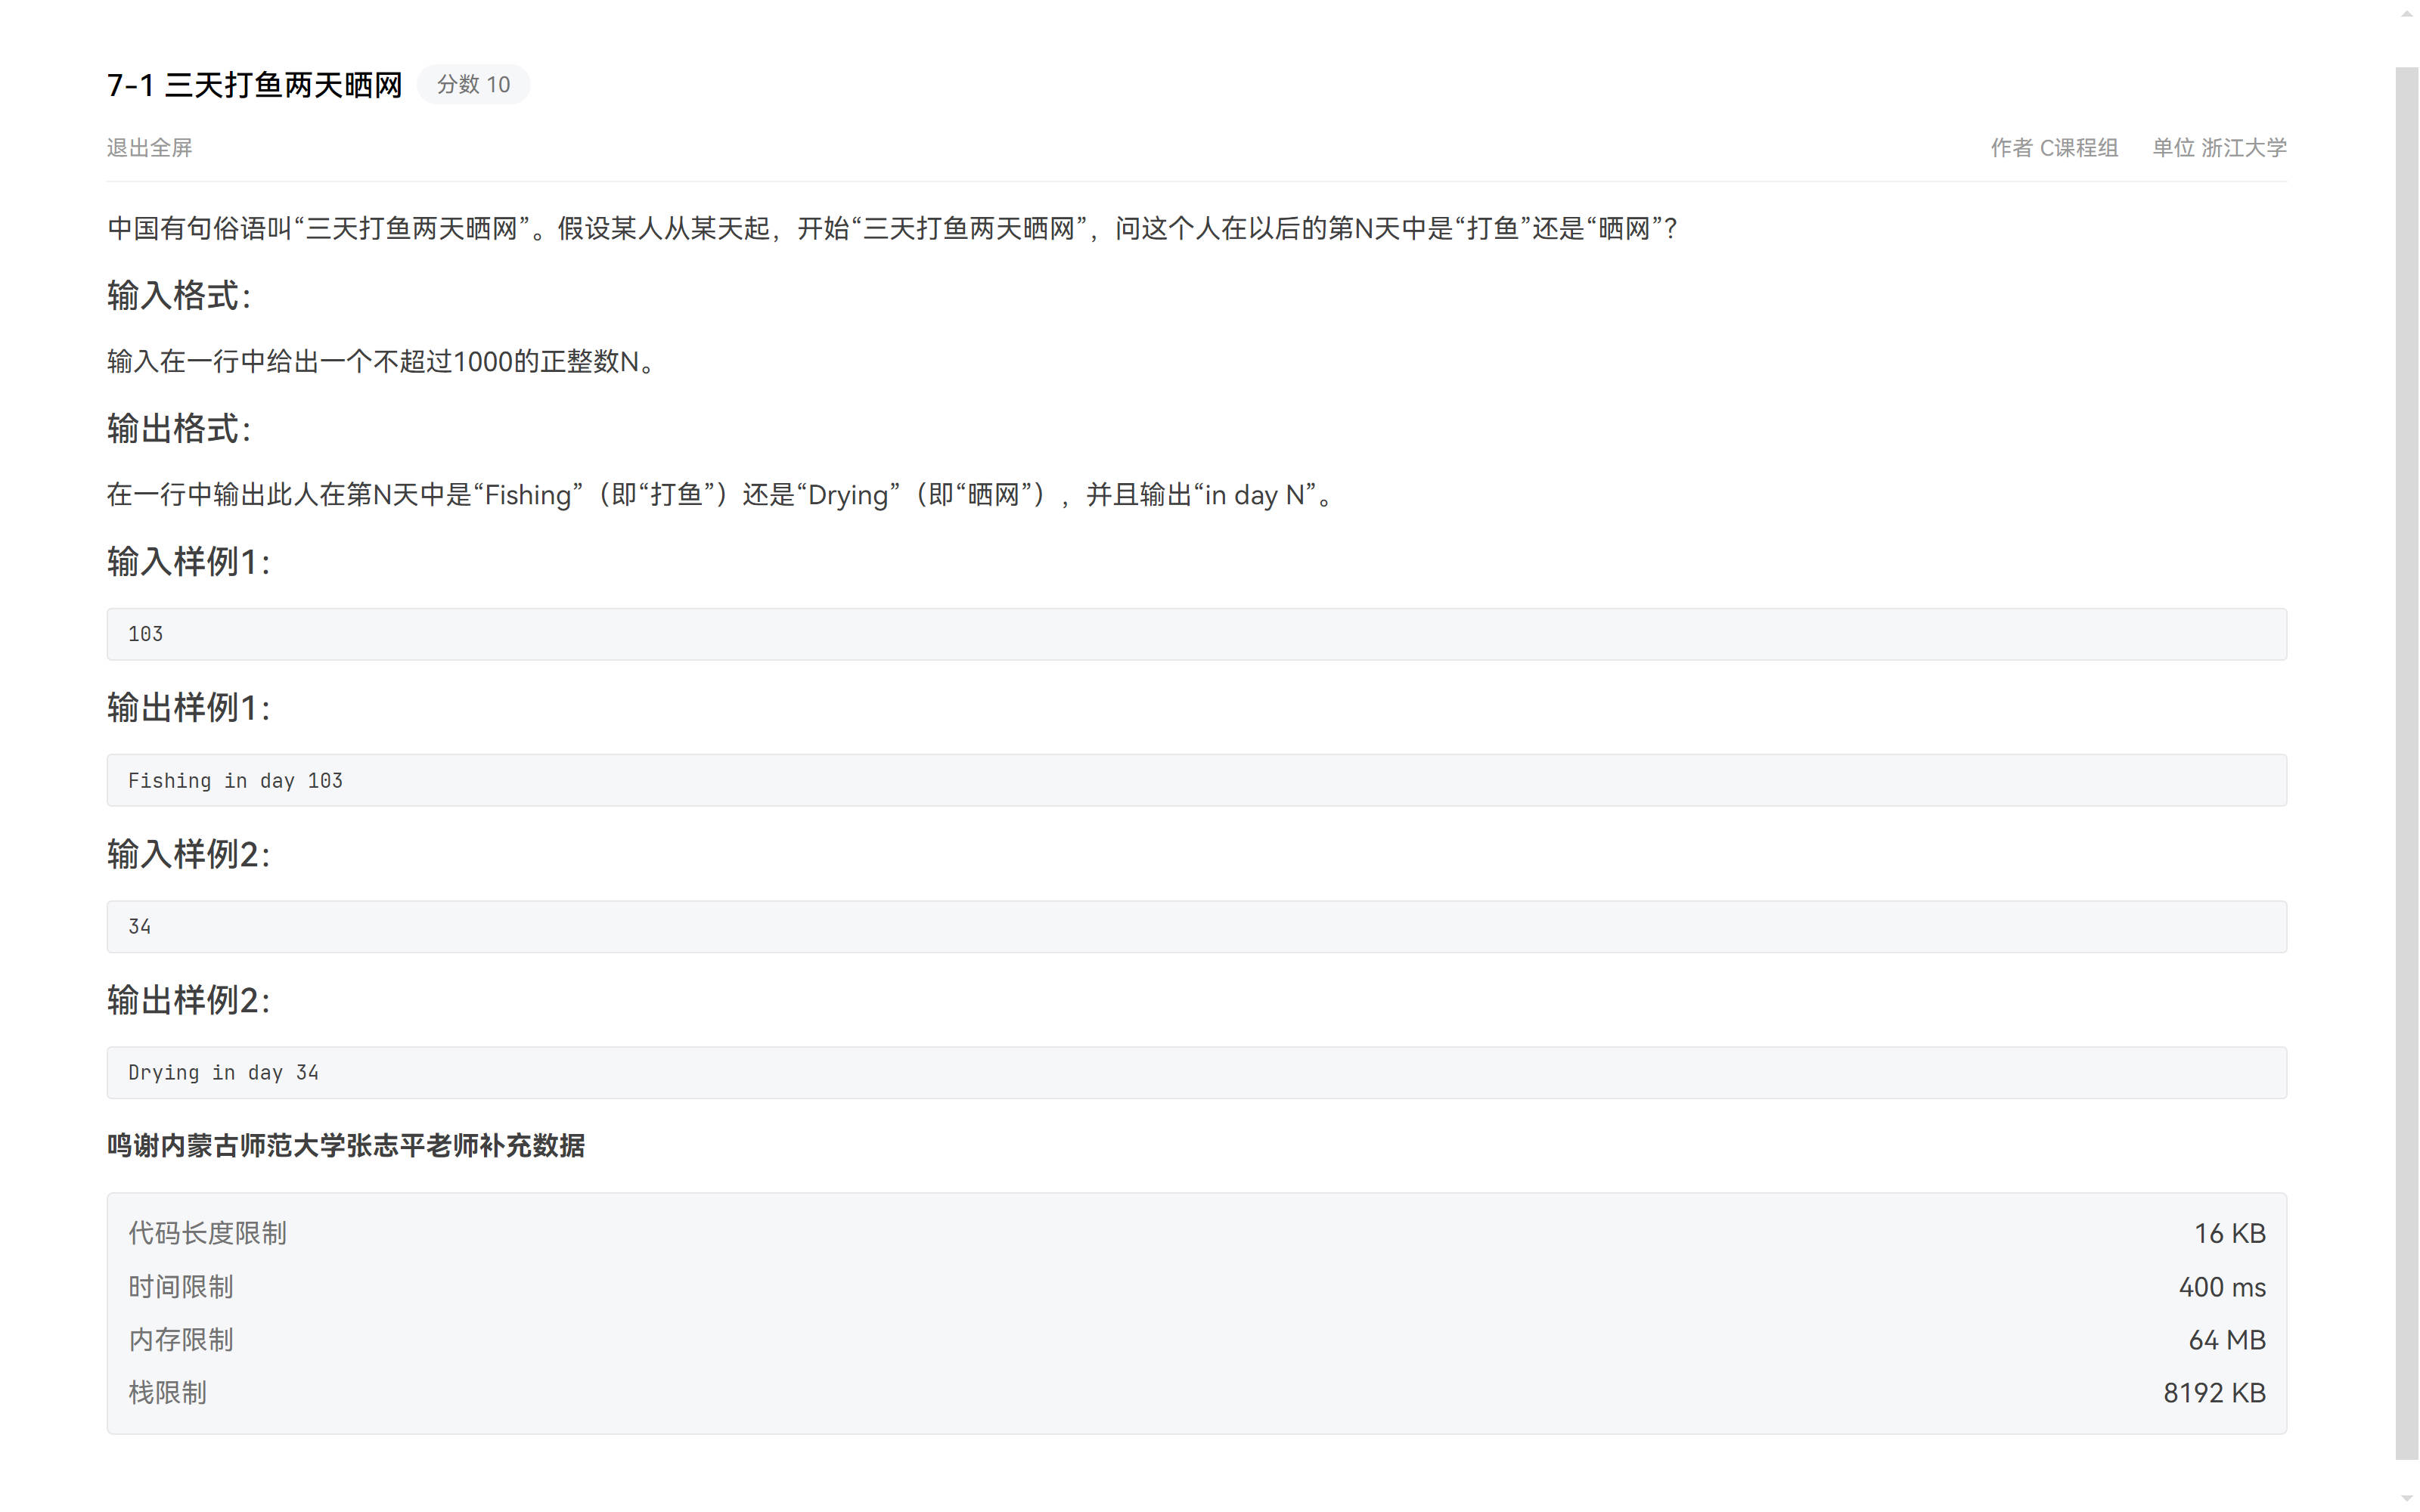 7-1 三天打鱼两天晒网 分数 10
退出全屏 作者 C课程组 单位 浙江大学
中国有句俗语叫“三天打鱼两天晒网”。假设某人从某天起，开始“三天打鱼两天晒网”，问这个人在以后的第N天中是“打鱼”还是“晒网”？
输入格式：
输入在一行中给出一个不超过1000的正整数N。
输出格式：
在一行中输出此人在第N天中是“Fishing”（即“打鱼”）还是“Drying”（即“晒网”），并且输出“in day N”。
输入样例1：
103
输出样例1：
Fishing in day 103
输入样例2：
34
输出样例2：
Drying in day 34
鸣谢内蒙古师范大学张志平老师补充数据
代码长度限制 16 KB
时间限制 400 ms
内存限制 64 MB
栈限制 8192 KB